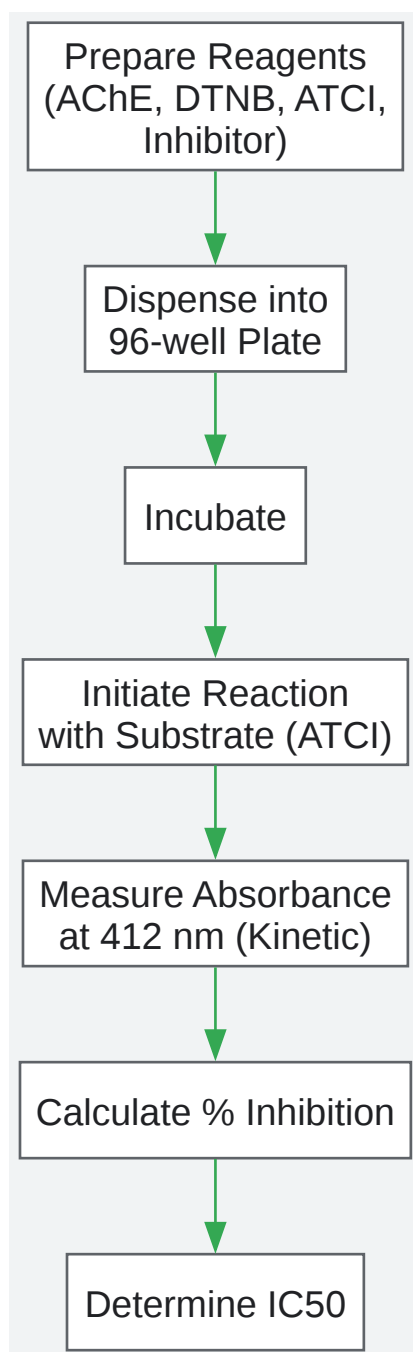 Prepare Reagents
(AChE, DTNB, ATCI,
Inhibitor)
Dispense into
96-well Plate
Incubate
Initiate Reaction
with Substrate (ATCI)
Measure Absorbance
at 412 nm (Kinetic)
Calculate % Inhibition
Determine IC50